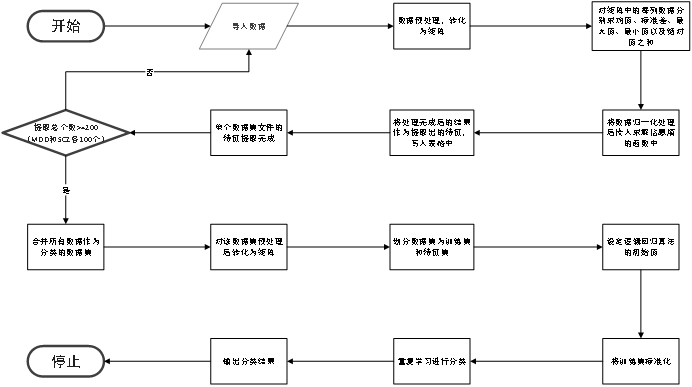 开始
导入数据
数据预处理，转化
为矩阵
对矩阵中的每列数据分
别求均值、标准差、最
大值、最小值以及绝对
值之和
否
提取总个数>=200
(MDD和SCZ各100个)
单个数据集文件的
特征提取完成
将处理完成后的结果
作为提取出的特征，
写入表格中
将数据归一化处理
后传入求解信息熵
的函数中
是
合并所有数据作为
分类的数据集
对该数据集预处理
后转化为矩阵
划分数据集为训练集
和特征集
设定逻辑回归算法
的初始值
停止
输出分类结果
重复学习进行分类
将训练集标准化